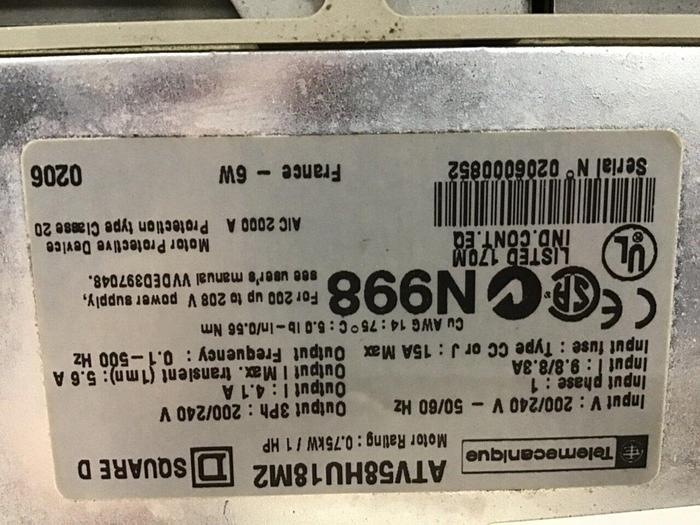 Telemecanique ATV58HU18M2 SQUARE D
Motor Rating : 0.75kW / 1 HP
Input V : 200/240 V - 50/60 Hz
Input phase : 1
Input I : 9.8/8.3A
Input fuse : Type CC or J : 15A Max
Output 3Ph : 200/240 V
Output I : 4.1 A
Output I Max. transient (1mn) : 5.6 A
Output Frequency : 0.1-500 Hz
Cu AWG 14 : 75°C : 5.0 lb-In/0.56 Nm
CE SA N998
For 200 up to 208 V power supply,
see user's manual VVDED397048.
UL LISTED 170M
IND.CONT.EQ
Motor Protective Device
AIC 2000 A Protection type Classe 20
Serial N° 0206000852 France - 6W 0206